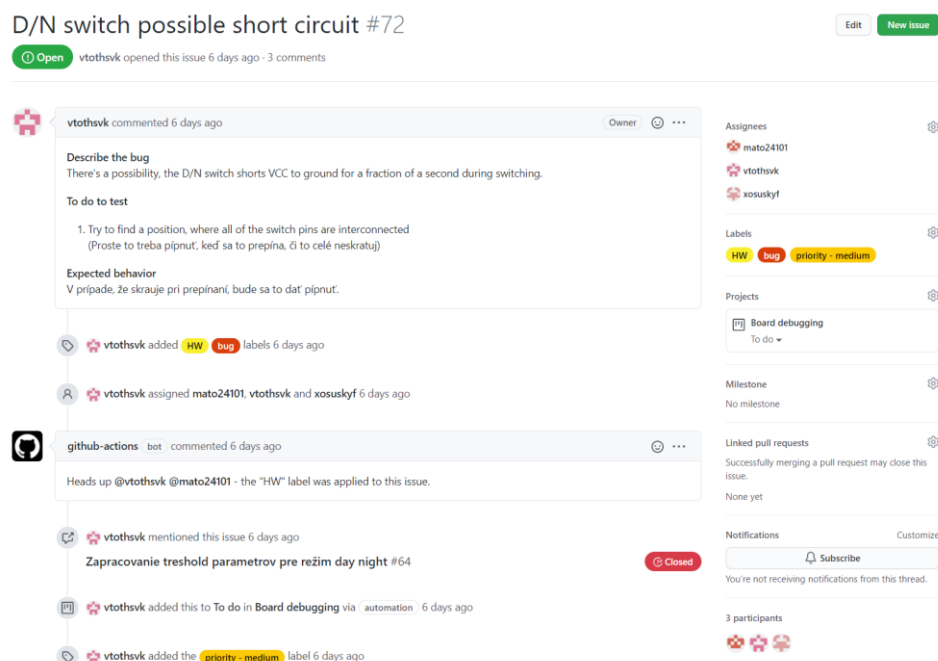 D/N switch possible short circuit #72
Edit
New issue
Open
vtothsvk opened this issue 6 days ago · 3 comments
vtothsvk commented 6 days ago
Owner
Describe the bug
There's a possibility, the D/N switch shorts VCC to ground for a fraction of a second during switching.
To do to test
1. Try to find a position, where all of the switch pins are interconnected
(Proste to treba pípnuť, keď sa to prepína, či to celé neskratuj)
Expected behavior
V prípade, že skrauje pri prepínaní, bude sa to dať pípnuť.
vtothsvk added HW bug labels 6 days ago
vtothsvk assigned mato24101, vtothsvk and xosuskyf 6 days ago
github-actions bot commented 6 days ago
Heads up @vtothsvk @mato24101 - the "HW" label was applied to this issue.
vtothsvk mentioned this issue 6 days ago
Zapracovanie treshold parametrov pre režim day night #64
Closed
vtothsvk added this to To do in Board debugging via automation 6 days ago
vtothsvk added the priority - medium label 6 days ago
Assignees
mato24101
vtothsvk
xosuskyf
Labels
HW bug priority - medium
Projects
Board debugging
To do
Milestone
No milestone
Linked pull requests
Successfully merging a pull request may close this
issue.
None yet
Notifications
Customize
Subscribe
You're not receiving notifications from this thread.
3 participants